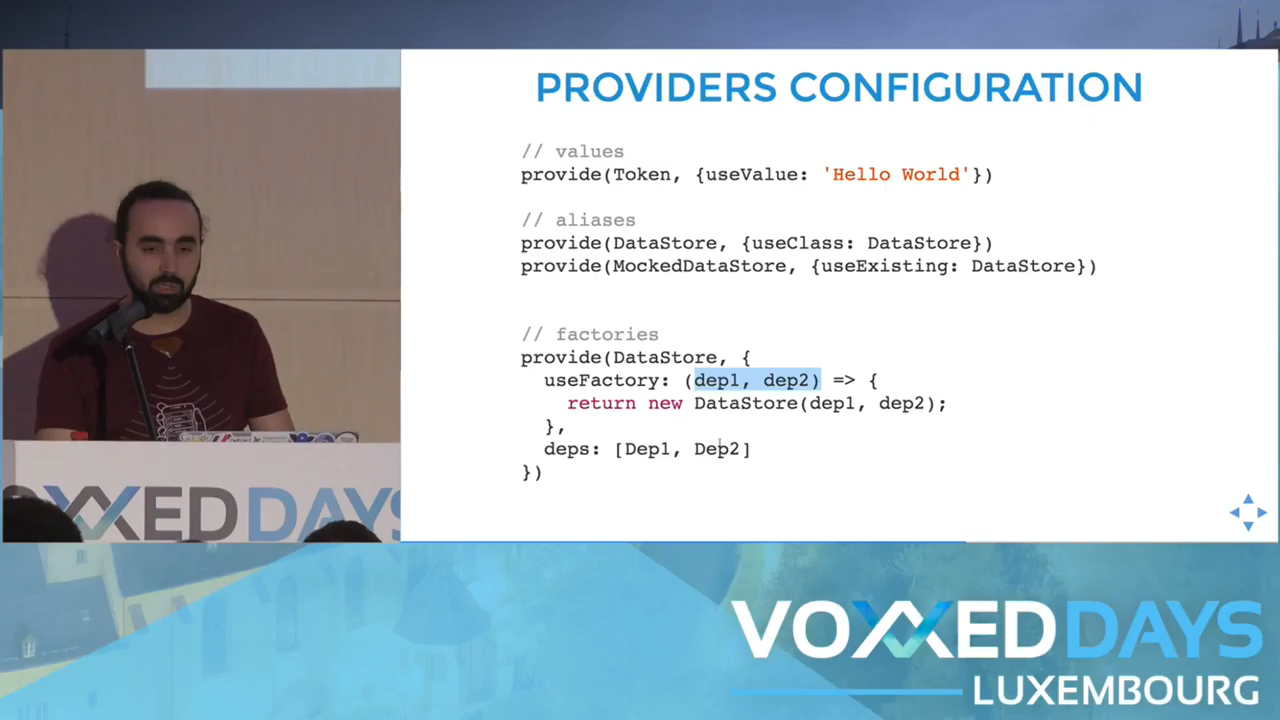 PROVIDERS CONFIGURATION
// values
provide(Token, {useValue: 'Hello World'})
// aliases
provide(DataStore, {useClass: DataStore})
provide(MockedDataStore, {useExisting: DataStore})
// factories
provide(DataStore, {
useFactory: (dep1, dep2) => {
return new DataStore(dep1, dep2);
},
deps: [Dep1, Dep2]
})
VOXXED DAYS
VOXXED DAYS
LUXEMBOURG